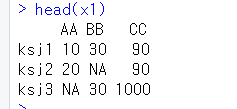 > head(x1)
     AA BB   CC
ksj1 10 30   90
ksj2 20 NA   90
ksj3 NA 30 1000
>